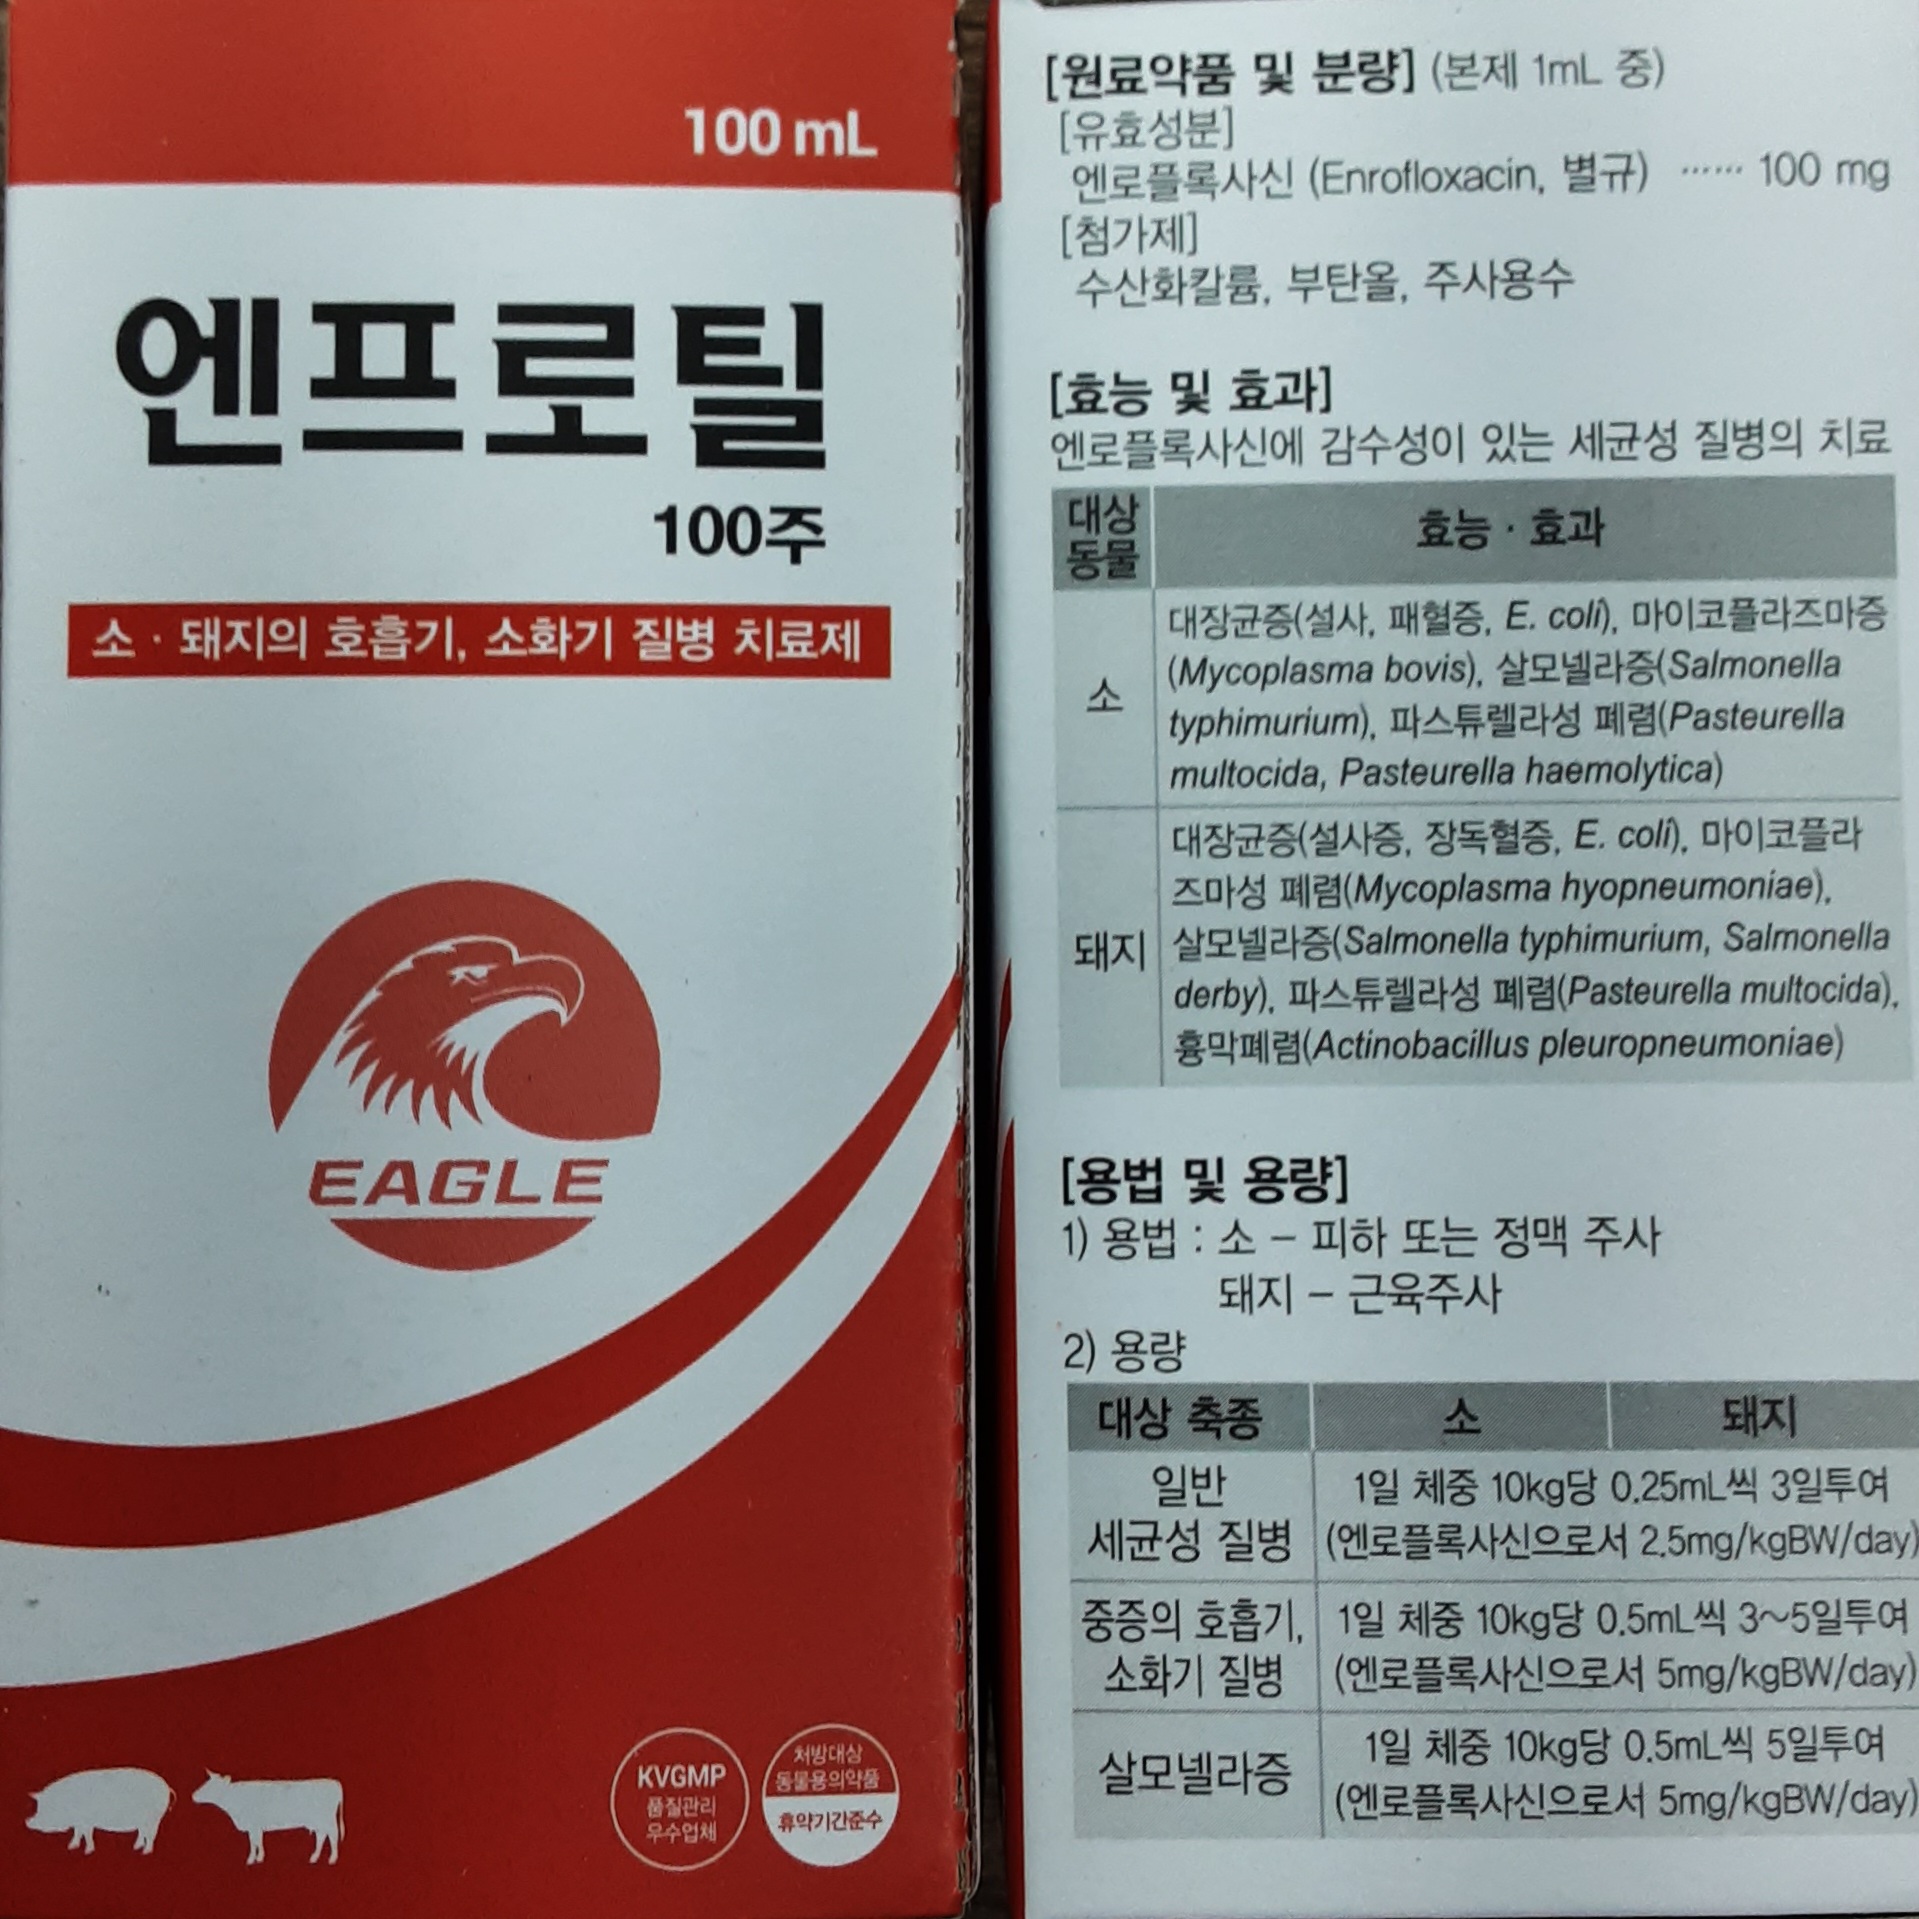 100 mL
엔프로틸
100주
소 · 돼지의 호흡기, 소화기 질병 치료제
EAGLE
KVGMP
품질관리
우수업체
처방대상
동물용의약품
휴약기간준수
[원료약품 및 분량] (본제 1mL 중)
[유효성분]
엔로플록사신 (Enrofloxacin, 별규) ⋯⋯ 100 mg
[첨가제]
수산화칼륨, 부탄올, 주사용수
[효능 및 효과]
엔로플록사신에 감수성이 있는 세균성 질병의 치료
대상
동물
효능 · 효과
소
대장균증(설사, 패혈증, E. coli), 마이코플라즈마증
(Mycoplasma bovis), 살모넬라증(Salmonella
typhimurium), 파스튜렐라성 폐렴(Pasteurella
multocida, Pasteurella haemolytica)
돼지
대장균증(설사증, 장독혈증, E. coli), 마이코플라
즈마성 폐렴(Mycoplasma hyopneumoniae),
살모넬라증(Salmonella typhimurium, Salmonella
derby), 파스튜렐라성 폐렴(Pasteurella multocida),
흉막폐렴(Actinobacillus pleuropneumoniae)
[용법 및 용량]
1) 용법 : 소 – 피하 또는 정맥 주사
돼지 – 근육주사
2) 용량
대상 축종 소 돼지
일반
세균성 질병
1일 체중 10kg당 0.25mL씩 3일투여
(엔로플록사신으로서 2.5mg/kgBW/day)
중증의 호흡기,
소화기 질병
1일 체중 10kg당 0.5mL씩 3~5일투여
(엔로플록사신으로서 5mg/kgBW/day)
살모넬라증
1일 체중 10kg당 0.5mL씩 5일투여
(엔로플록사신으로서 5mg/kgBW/day)